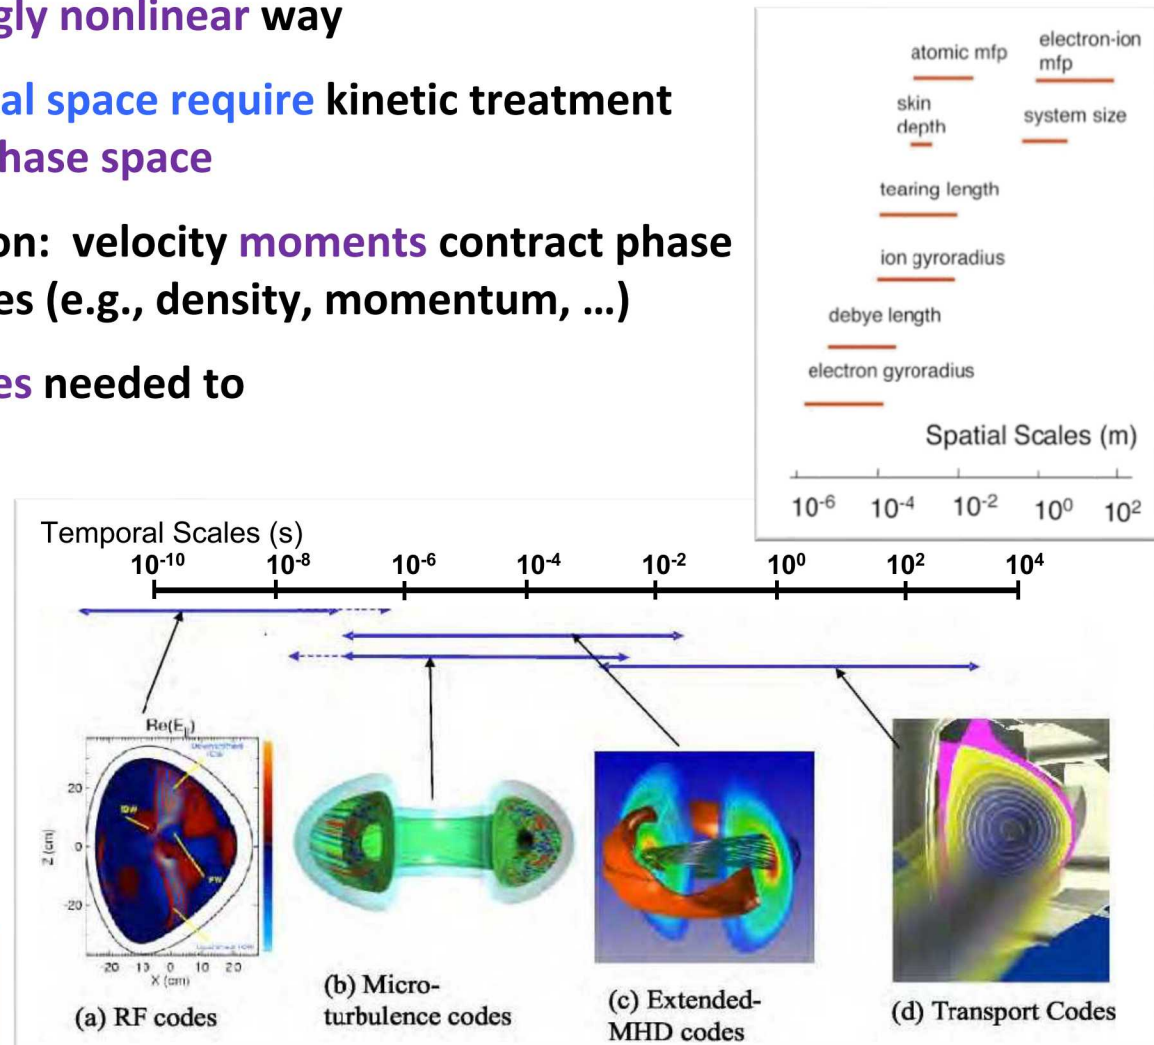 gly nonlinear way
al space require kinetic treatment
hase space
on: velocity moments contract phase
es (e.g., density, momentum, ...)
es needed to
atomic mfp
electron-ion
mfp
skin
depth
system size
tearing length
ion gyroradius
debye length
electron gyroradius
Spatial Scales (m)
10-6 10-4 10-2 100 102
Temporal Scales (s)
10-10 10-8 10-6 10-4 10-2 100 102 104
Re(E||)
20
0
-20
Z (cm)
-20 10 0 10 20
X (cm)
(a) RF codes
(b) Micro-
turbulence codes
(c) Extended-
MHD codes
(d) Transport Codes